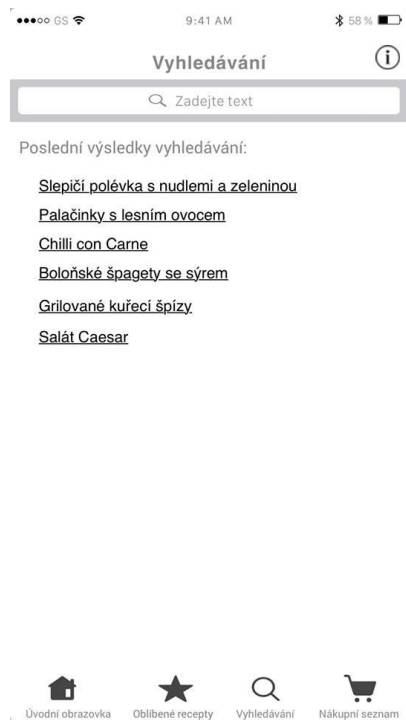 GS 9:41 AM 58 %
Vyhledávání
Zadejte text
Poslední výsledky vyhledávání:
Slepičí polévka s nudlemi a zeleninou
Palačinky s lesním ovocem
Chilli con Carne
Boloňské špagety se sýrem
Grilované kuřecí špízy
Salát Caesar
Úvodní obrazovka Oblíbené recepty Vyhledávání Nákupní seznam